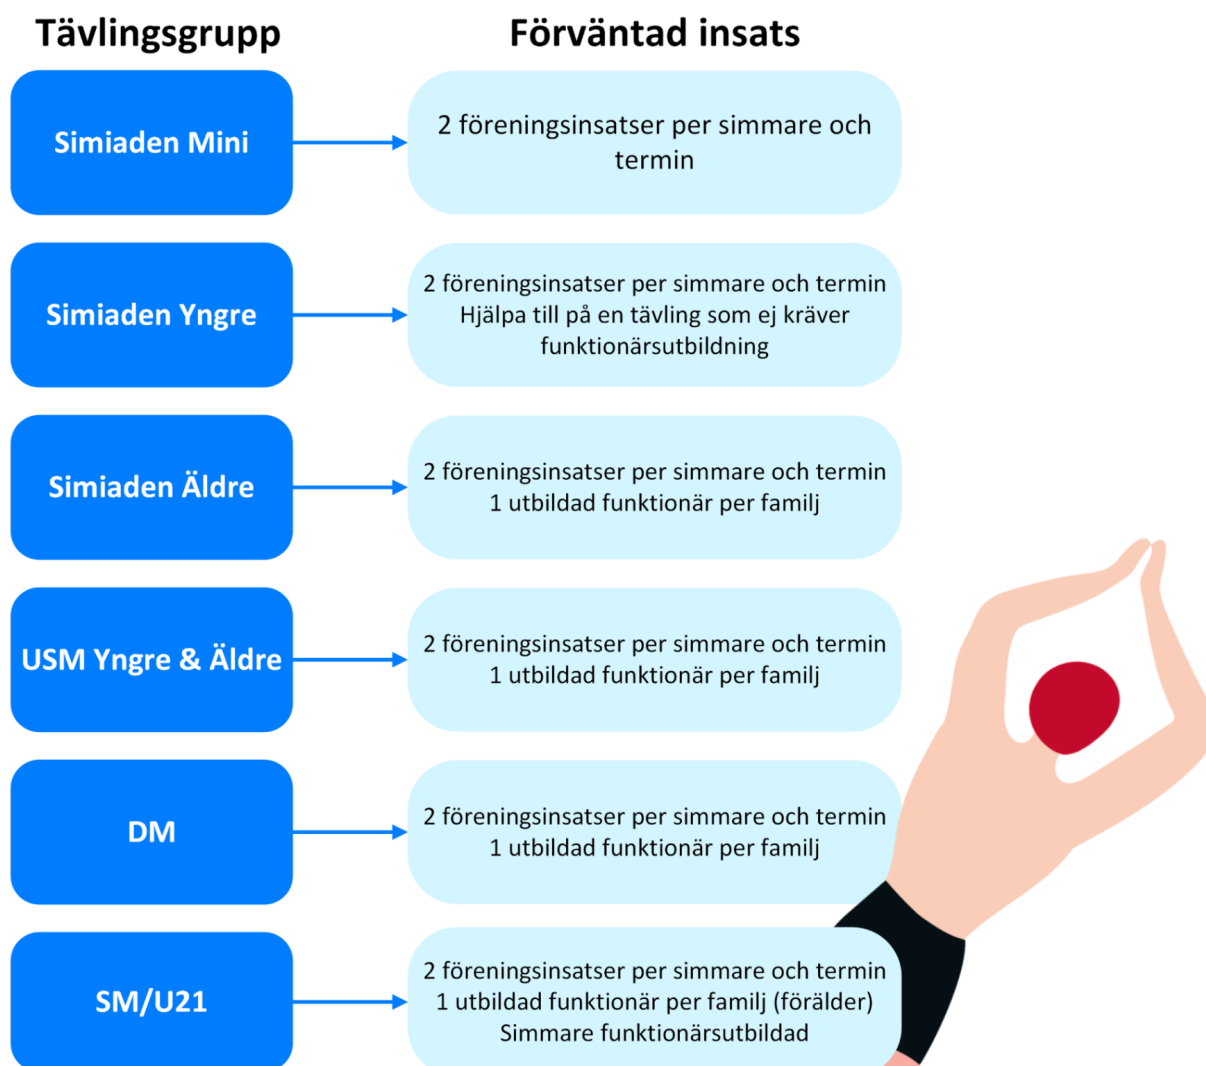 Tävlingsgrupp
Förväntad insats
Simiaden Mini
2 föreningsinsatser per simmare och
termin
Simiaden Yngre
2 föreningsinsatser per simmare och termin
Hjälpa till på en tävling som ej kräver
funktionärsutbildning
Simiaden Äldre
2 föreningsinsatser per simmare och termin
1 utbildad funktionär per familj
USM Yngre & Äldre
2 föreningsinsatser per simmare och termin
1 utbildad funktionär per familj
DM
2 föreningsinsatser per simmare och termin
1 utbildad funktionär per familj
SM/U21
2 föreningsinsatser per simmare och termin
1 utbildad funktionär per familj (förälder)
Simmare funktionärsutbildad